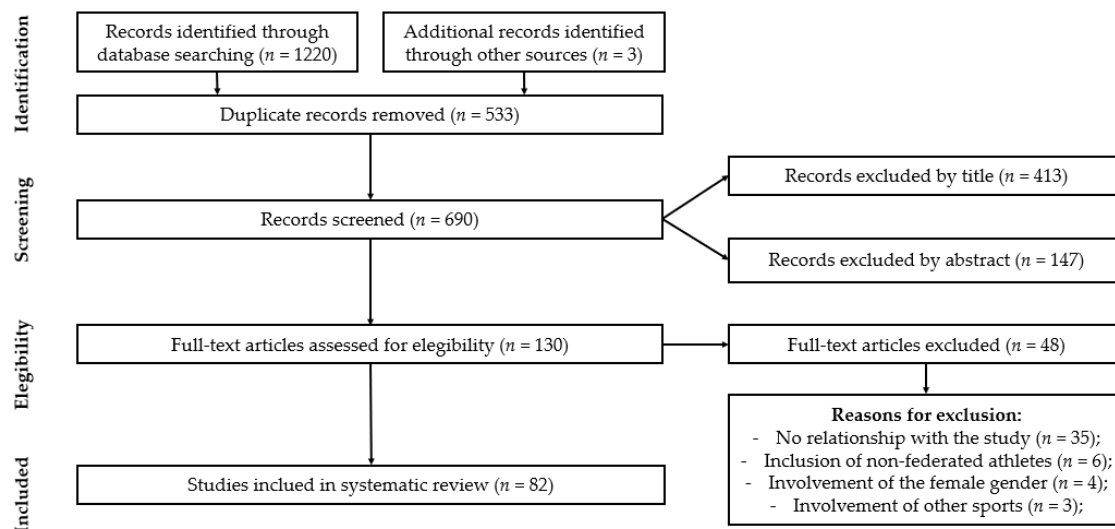 Identification
Records identified through
database searching (n = 1220)
Additional records identified
through other sources (n = 3)
Duplicate records removed (n = 533)
Screening
Records screened (n = 690)
Records excluded by title (n = 413)
Records excluded by abstract (n = 147)
Elegibility
Full-text articles assessed for elegibility (n = 130)
Full-text articles excluded (n = 48)
Reasons for exclusion:
- No relationship with the study (n = 35);
- Inclusion of non-federated athletes (n = 6);
- Involvement of the female gender (n = 4);
- Involvement of other sports (n = 3);
Included
Studies inclued in systematic review (n = 82)